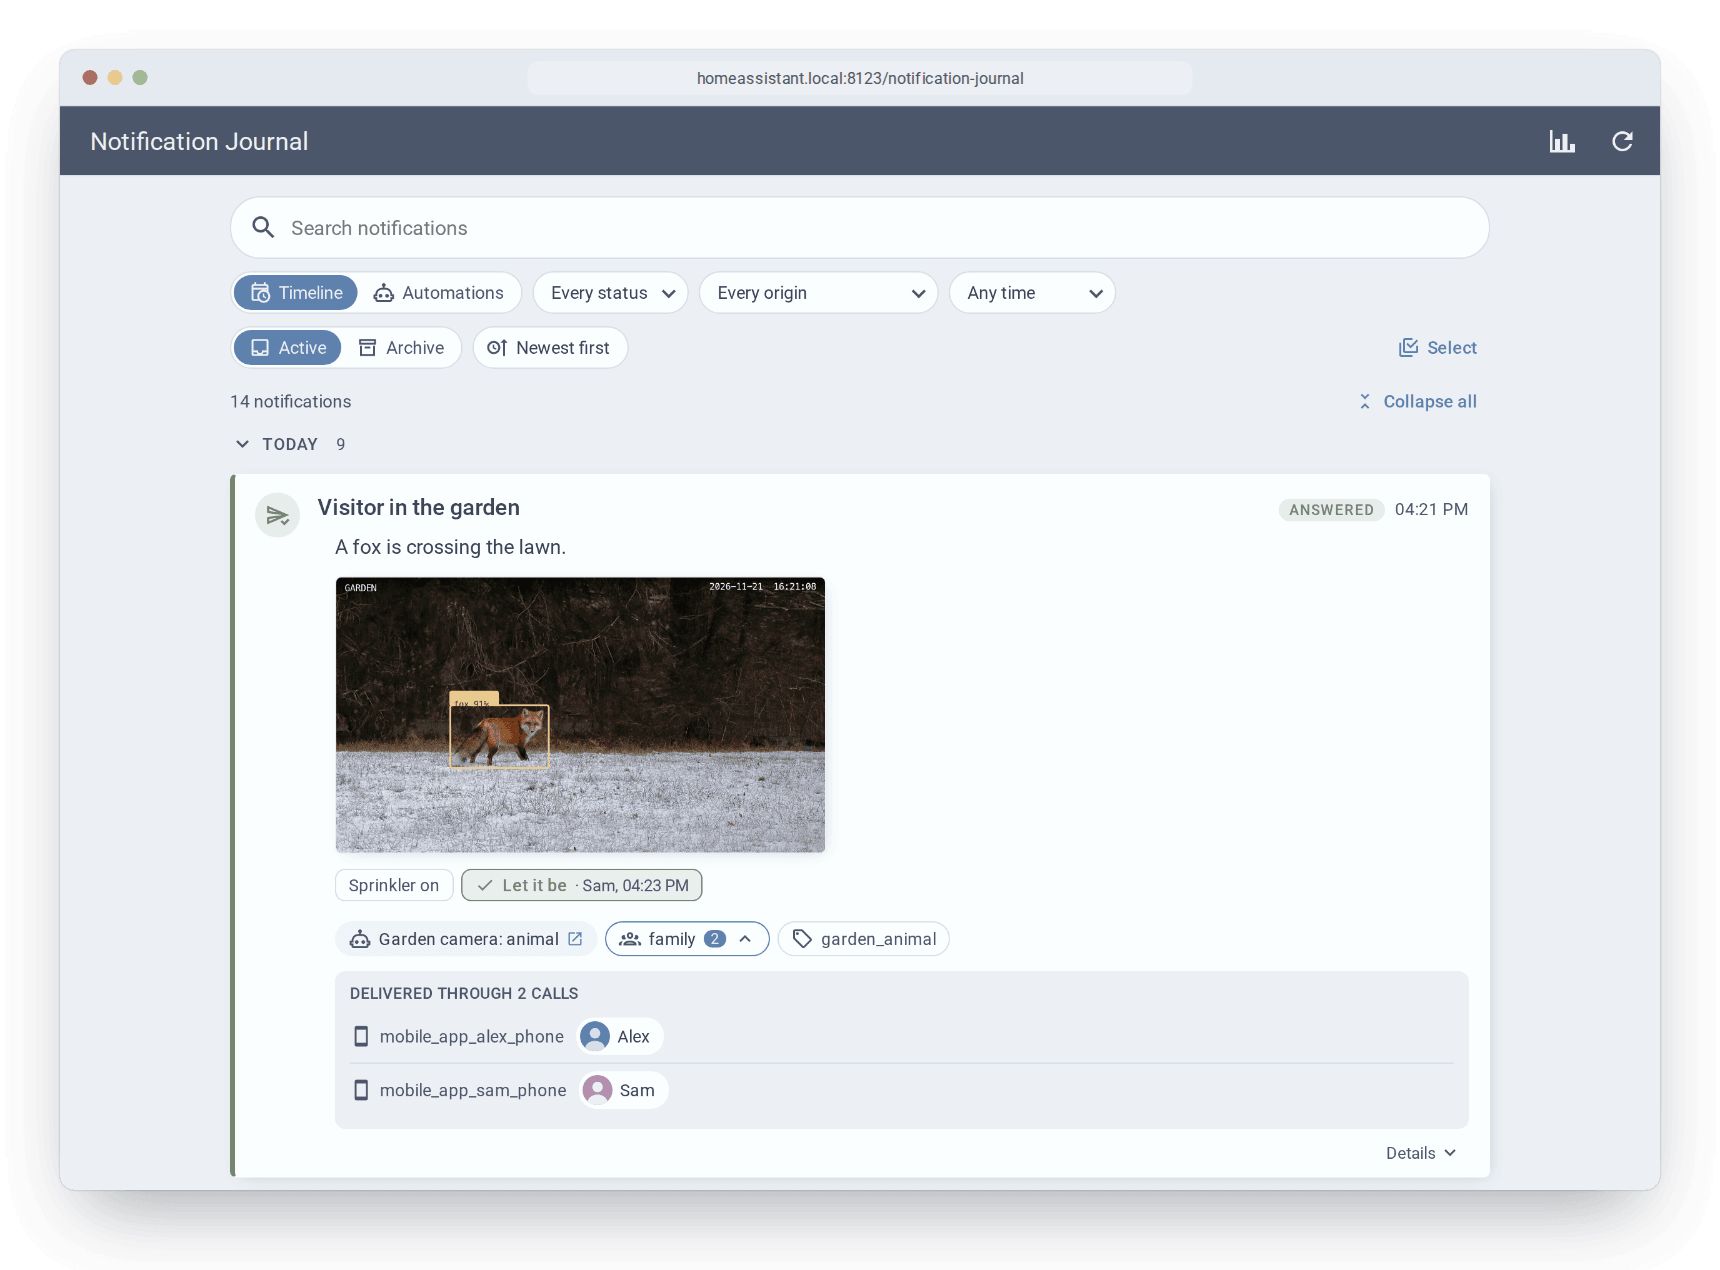 homeassistant.local:8123/notification-journal
Notification Journal
Search notifications
Timeline Automations Every status Every origin Any time
Active Archive Newest first Select
14 notifications Collapse all
TODAY 9
Visitor in the garden ANSWERED 04:21 PM
A fox is crossing the lawn.
GARDEN 2026-11-21 16:21:08
fox 91%
Sprinkler on Let it be · Sam, 04:23 PM
Garden camera: animal family 2 garden_animal
DELIVERED THROUGH 2 CALLS
mobile_app_alex_phone Alex
mobile_app_sam_phone Sam
Details